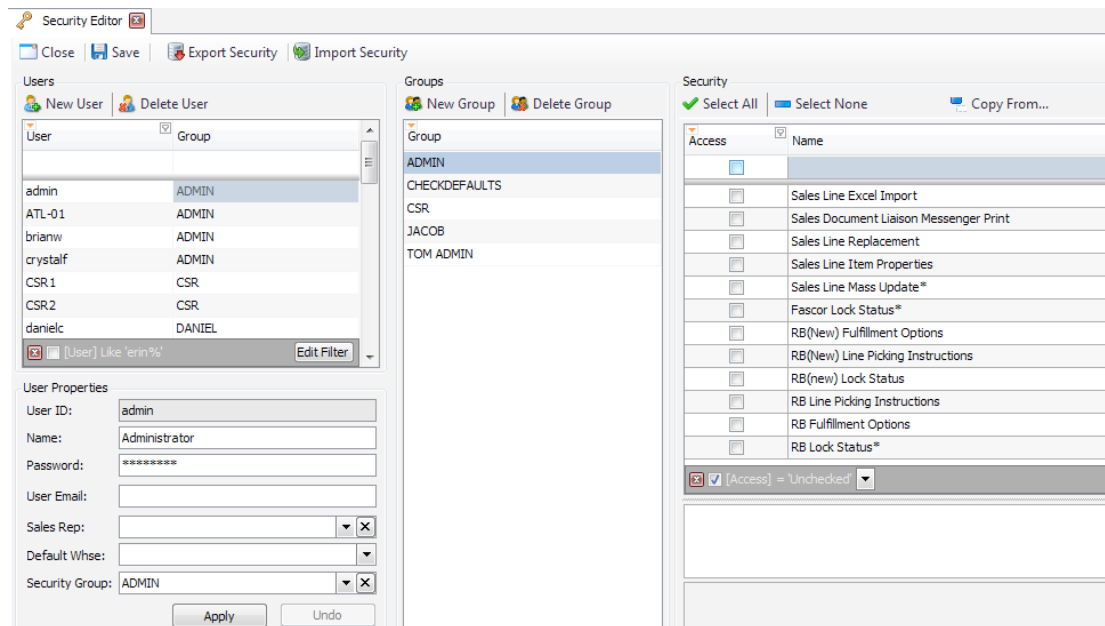 Security Editor
Close Save Export Security Import Security
Users
New User Delete User
User Group
admin ADMIN
ATL-01 ADMIN
brianw ADMIN
crystalf ADMIN
CSR1 CSR
CSR2 CSR
danielc DANIEL
[User] Like 'erin%' Edit Filter
User Properties
User ID: admin
Name: Administrator
Password: ********
User Email:
Sales Rep:
Default Whse:
Security Group: ADMIN
Apply Undo
Groups
New Group Delete Group
Group
ADMIN
CHECKDEFAULTS
CSR
JACOB
TOM ADMIN
Security
Select All Select None Copy From...
Access Name
Sales Line Excel Import
Sales Document Liaison Messenger Print
Sales Line Replacement
Sales Line Item Properties
Sales Line Mass Update*
Fascor Lock Status*
RB(New) Fulfillment Options
RB(New) Line Picking Instructions
RB(new) Lock Status
RB Line Picking Instructions
RB Fulfilment Options
RB Lock Status*
[Access] = 'Unchecked'